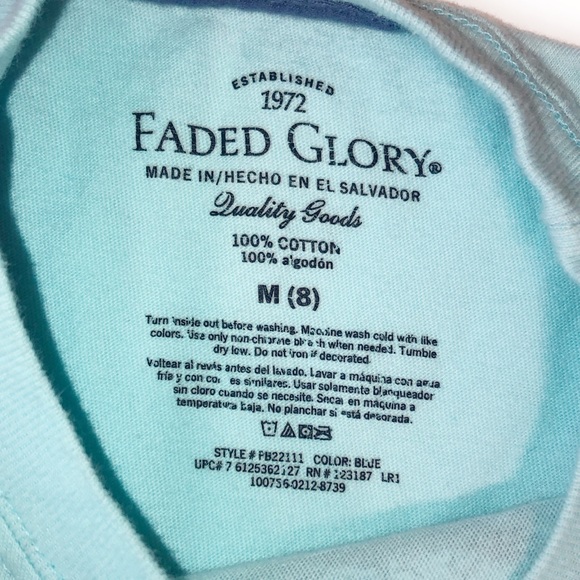 ESTABLISHED
1972
FADED GLORY®
MADE IN/HECHO EN EL SALVADOR
Quality Goods
100% COTTON
100% algodón
M (8)
Turn inside out before washing. Machine wash cold with like
colors. Use only non-chlorine bleach when needed. Tumble
dry low. Do not iron if decorated.
Voltear al revés antes del lavado. Lavar a máquina con agua
fría y con colores similares. Usar solamente blanqueador
sin cloro cuando se necesite. Secar en máquina a
temperatura baja. No planchar si está decorada.
STYLE # FB22111 COLOR: BLUE
UPC# 7 6125362127 RN # 123187 LR1
100756-0212-8739